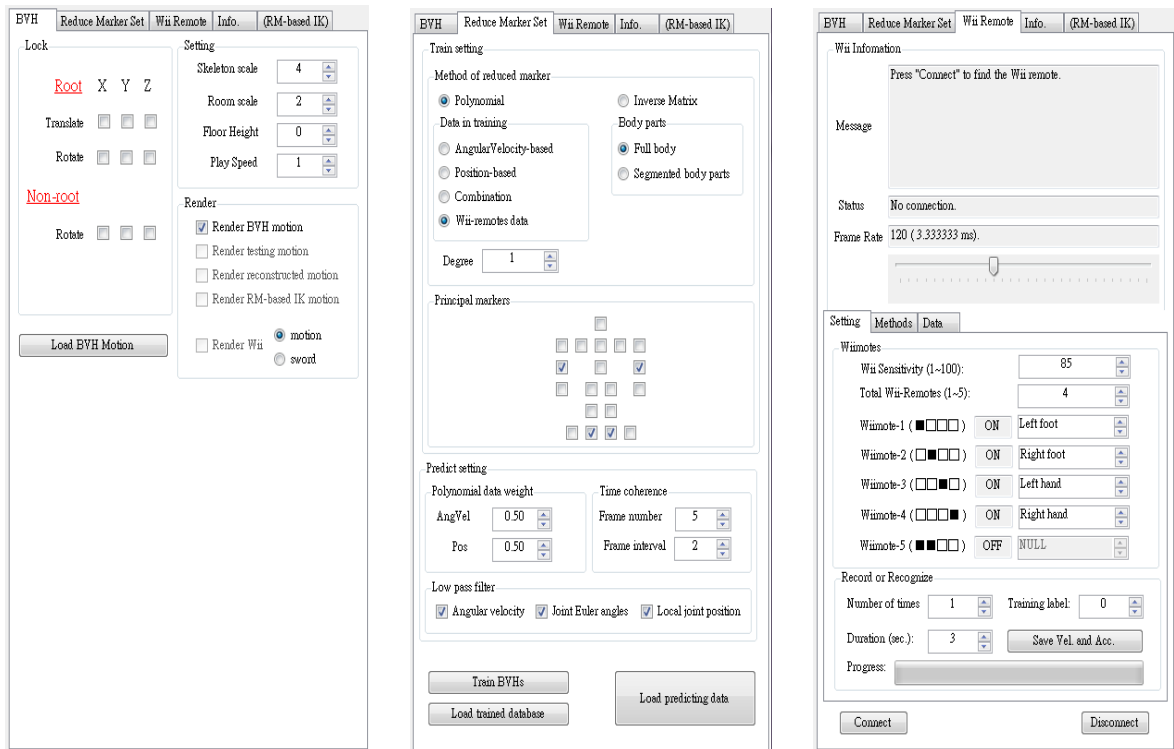 BVH Reduce Marker Set Wii Remote Info. (RM-based IK)
Lock
Root X Y Z
Translate
Rotate
Non-root
Rotate
Load BVH Motion
Setting
Skeleton scale 4
Room scale 2
Floor Height 0
Play Speed 1
Render
Render BVH motion
Render testing motion
Render reconstructed motion
Render RM-based IK motion
Render Wii motion
sword
BVH Reduce Marker Set Wii Remote Info. (RM-based IK)
Train setting
Method of reduced marker
Polynomial Inverse Matrix
Data in training
AngularVelocity-based
Position-based
Combination
Wii-remotes data
Body parts
Full body
Segmented body parts
Degree 1
Principal markers
Predict setting
Polynomial data weight
AngVel 0.50
Pos 0.50
Time coherence
Frame number 5
Frame interval 2
Low pass filter
Angular velocity Joint Euler angles Local joint position
Train BVHs
Load trained database
Load predicting data
BVH Reduce Marker Set Wii Remote Info. (RM-based IK)
Wii Infomation
Press "Connect" to find the Wii remote.
Message
Status No connection.
Frame Rate 120 ( 3.333333 ms).
Setting Methods Data
Wiimotes
Wii Sensitivity (1~100): 85
Total Wii-Remotes (1~5): 4
Wiimote-1 ( ■□□□ ) ON Left foot
Wiimote-2 ( □■□□ ) ON Right foot
Wiimote-3 ( □□■□ ) ON Left hand
Wiimote-4 ( □□□■ ) ON Right hand
Wiimote-5 ( ■■□□ ) OFF NULL
Record or Recognize
Number of times 1 Training label: 0
Duration (sec.): 3 Save Vel. and Acc.
Progress:
Connect Disconnect